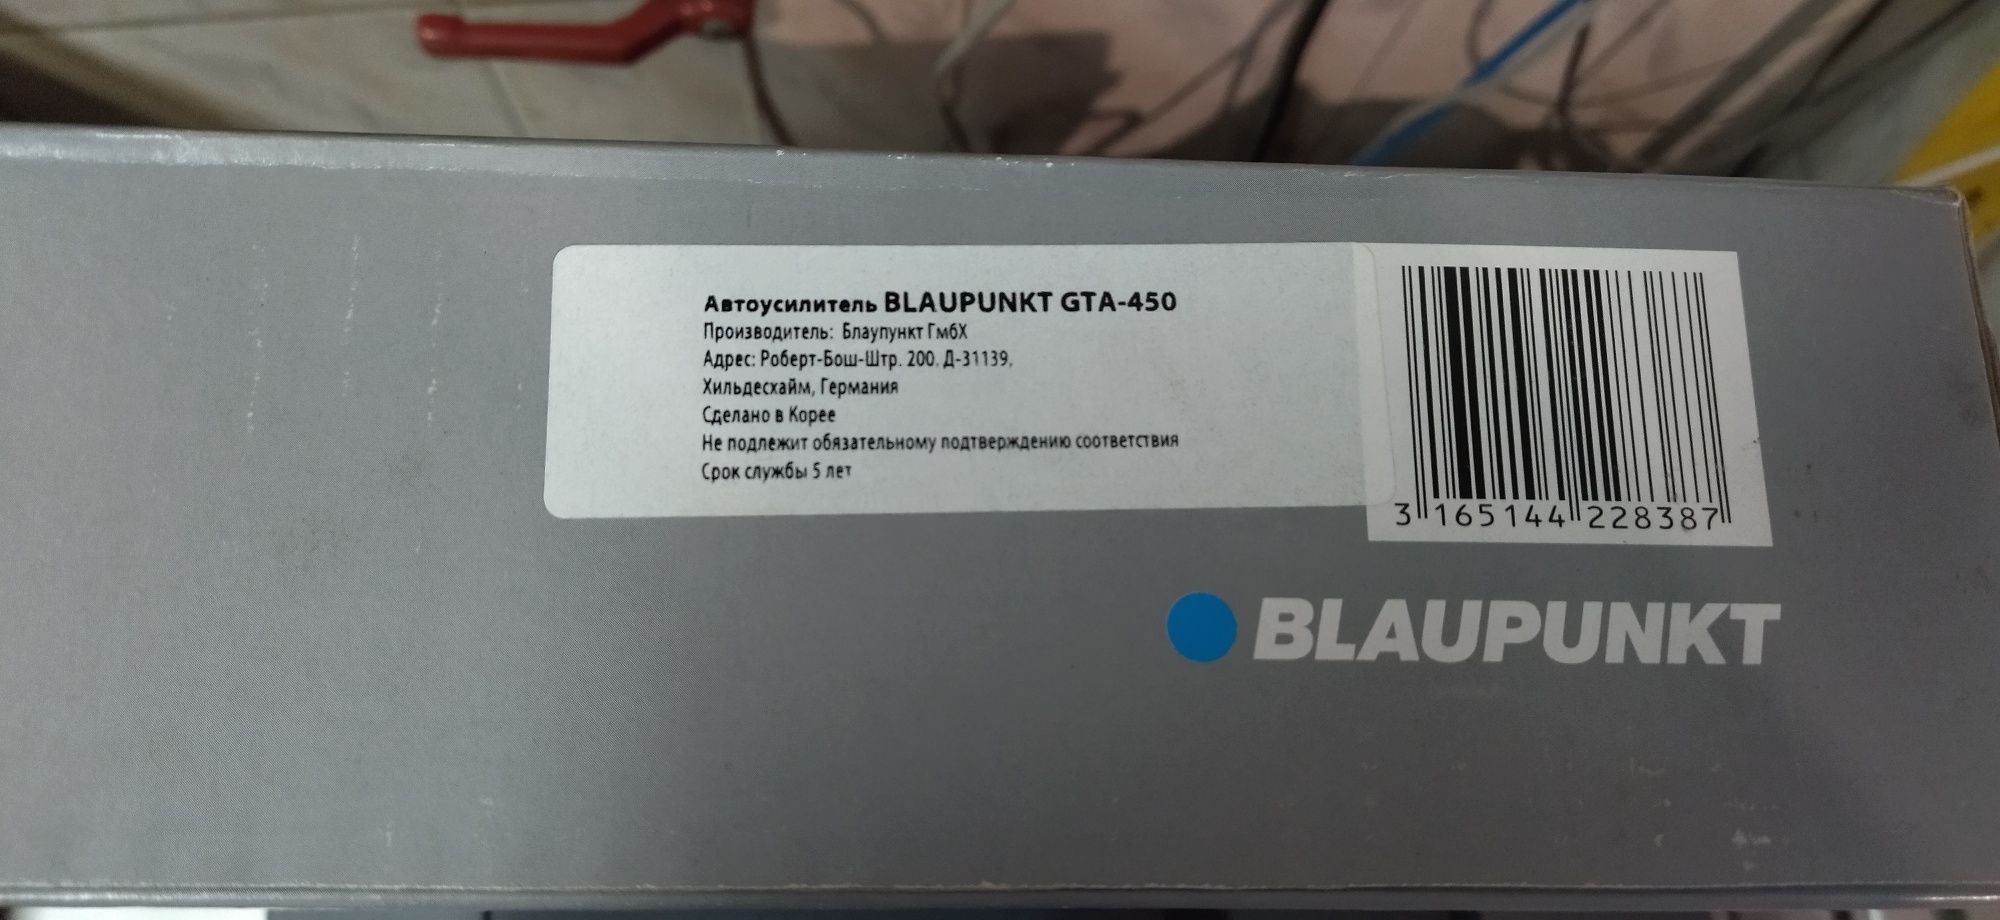 Автоусилитель BLAUPUNKT GTA-450
Производитель: Блаупункт ГмбХ
Адрес: Роберт-Бош-Штр. 200. Д-31139,
Хильдесхайм, Германия
Сделано в Корее
Не подлежит обязательному подтверждению соответствия
Срок службы 5 лет
3 165144 228387
BLAUPUNKT